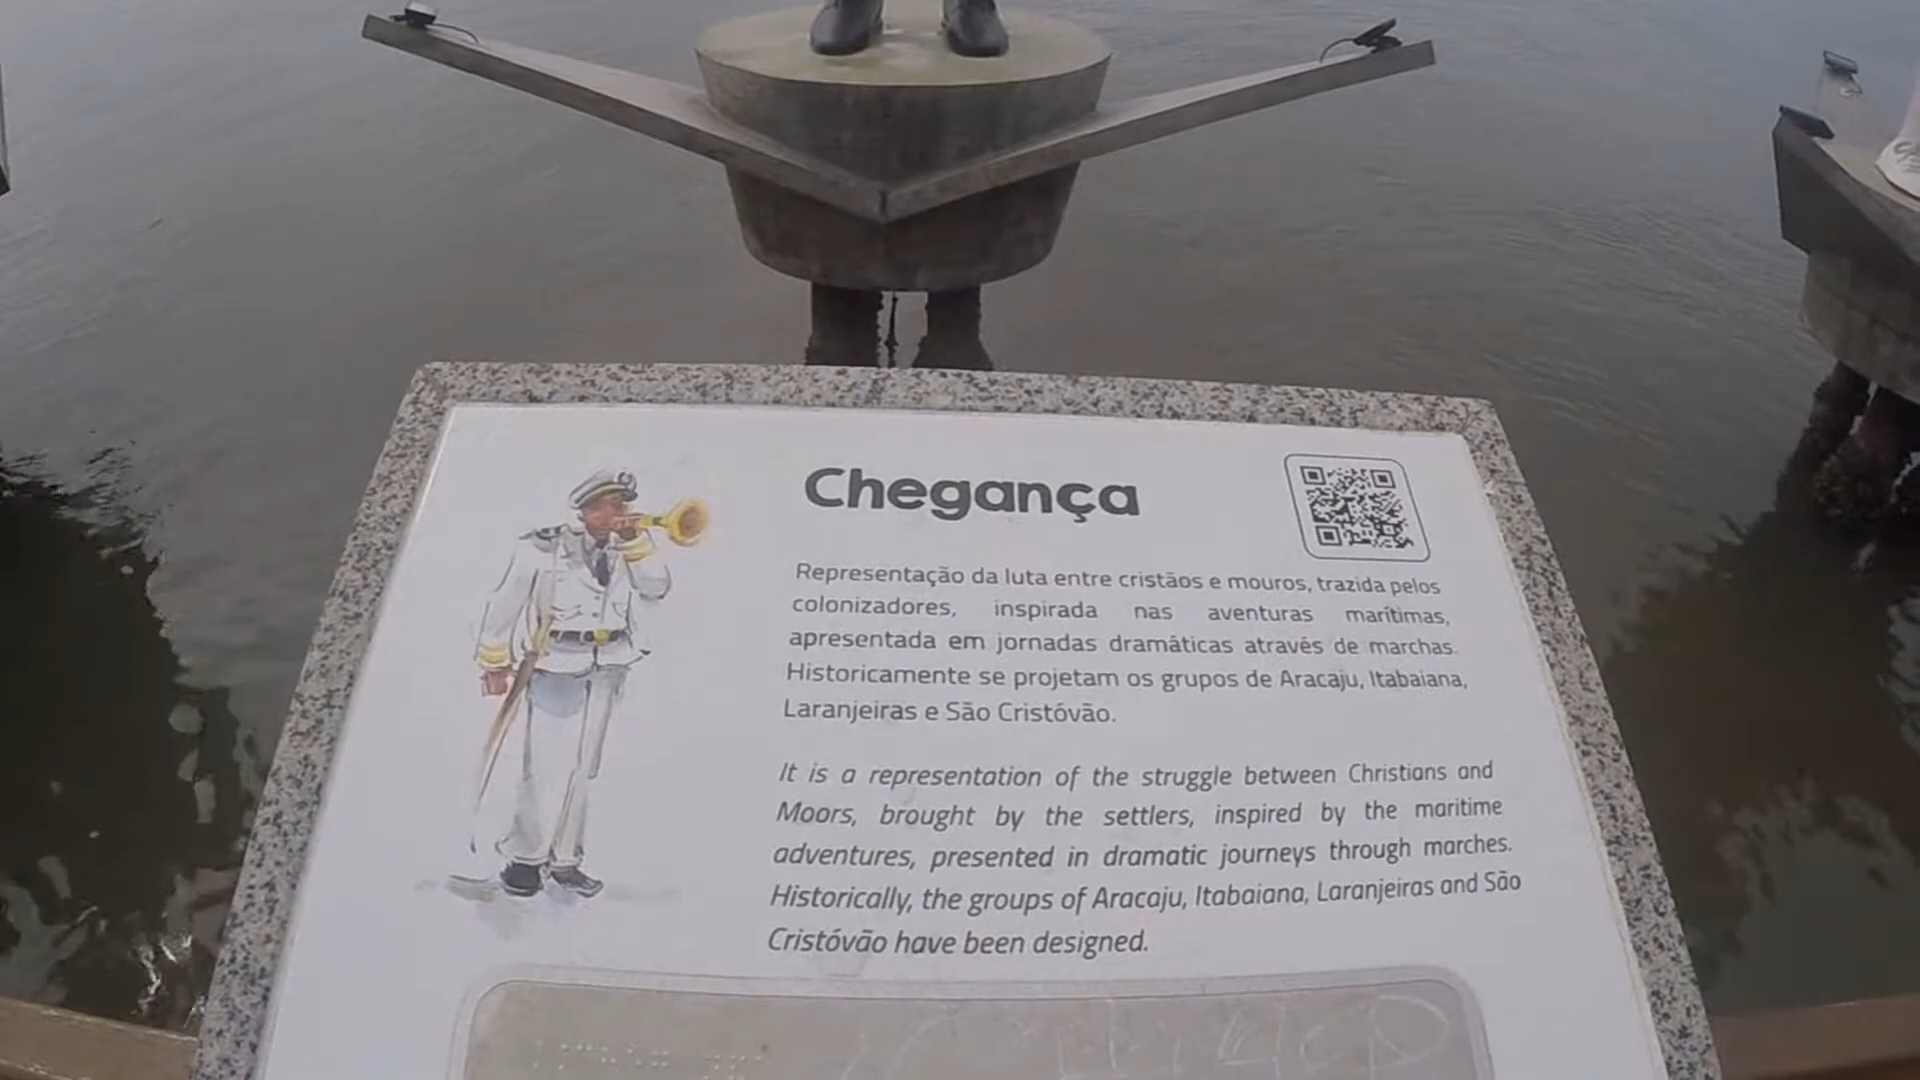 Chegança
Representação da luta entre cristãos e mouros, trazida pelos
colonizadores, inspirada nas aventuras marítimas,
apresentada em jornadas dramáticas através de marchas.
Historicamente se projetam os grupos de Aracaju, Itabaiana,
Laranjeiras e São Cristóvão.
It is a representation of the struggle between Christians and
Moors, brought by the settlers, inspired by the maritime
adventures, presented in dramatic journeys through marches.
Historically, the groups of Aracaju, Itabaiana, Laranjeiras and São
Cristóvão have been designed.